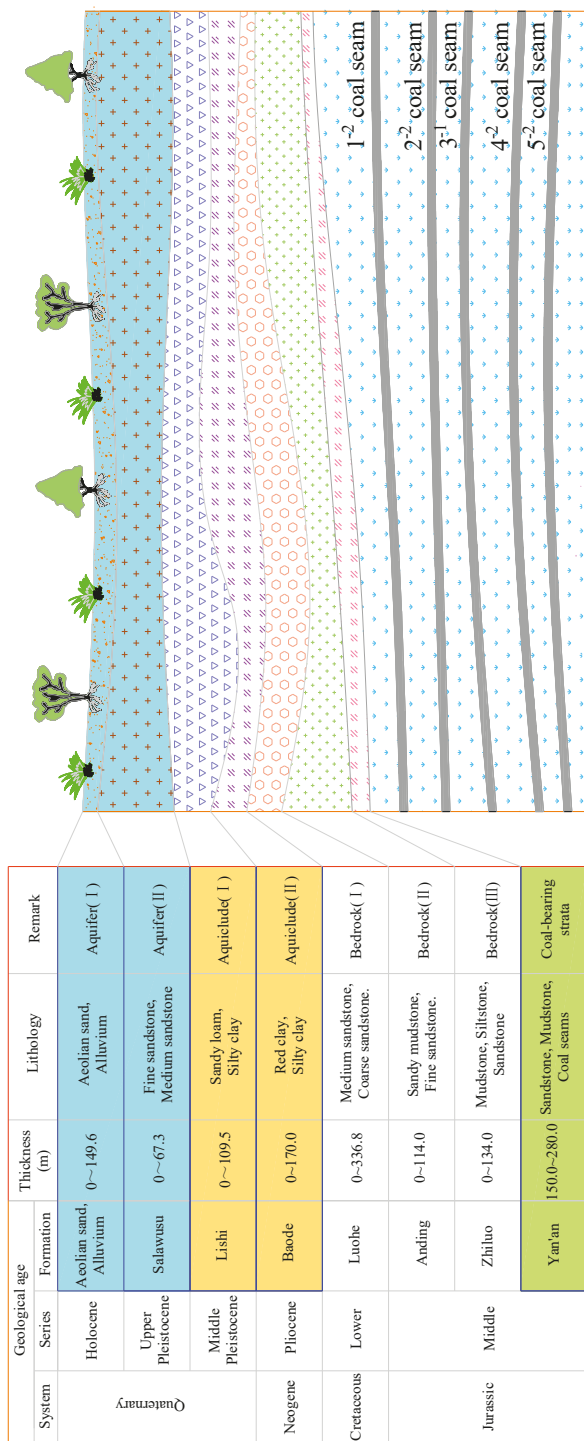 Geological age
Thickness
(m)
Lithology
Remark
System
Series
Formation
Quaternary
Holocene
Aeolian sand,
Alluvium
0～149.6
Aeolian sand,
Alluvium
Aquifer(Ⅰ)
Upper
Pleistocene
Salawusu
0～67.3
Fine sandstone,
Medium sandstone
Aquifer(Ⅱ)
Middle
Pleistocene
Lishi
0～109.5
Sandy loam,
Silty clay
Aquiclude(Ⅰ)
Neogene
Pliocene
Baode
0~170.0
Red clay,
Silty clay
Aquiclude(Ⅱ)
Cretaceous
Lower
Luohe
0~336.8
Medium sandstone,
Coarse sandstone.
Bedrock(Ⅰ)
Jurassic
Middle
Anding
0~114.0
Sandy mudstone,
Fine sandstone.
Bedrock(Ⅱ)
Zhiluo
0~134.0
Mudstone, Siltstone,
Sandstone
Bedrock(III)
Yan'an
150.0~280.0
Sandstone, Mudstone,
Coal seams
Coal-bearing
strata
1⁻² coal seam
2⁻² coal seam
3⁻¹ coal seam
4⁻² coal seam
5⁻² coal seam